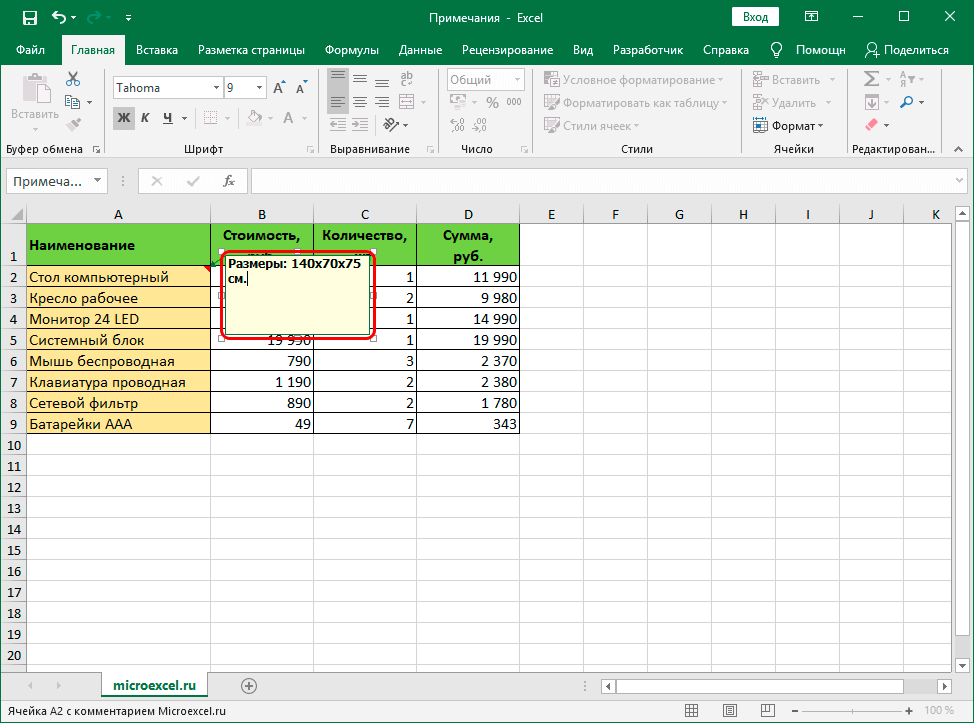 Примечания - Excel
Вход
Файл Главная Вставка Разметка страницы Формулы Данные Рецензирование Вид Разработчик Справка Помощн Поделиться
Вставить
Tahoma 9
Ж К Ч
Общий
% 000
Условное форматирование
Форматировать как таблицу
Стили ячеек
Вставить
Удалить
Формат
Буфер обмена Шрифт Выравнивание Число Стили Ячейки Редактирован...
Примеча... fx
A B C D E F G H I J K
1 Наименование Стоимость, Количество, Сумма, руб.
Размеры: 140x70x75
см.
2 Стол компьютерный 1 11 990
3 Кресло рабочее 2 9 980
4 Монитор 24 LED 1 14 990
5 Системный блок 19 990 1 19 990
6 Мышь беспроводная 790 3 2 370
7 Клавиатура проводная 1 190 2 2 380
8 Сетевой фильтр 890 2 1 780
9 Батарейки ААА 49 7 343
10
11
12
13
14
15
16
17
18
19
20
microexcel.ru
Ячейка A2 с комментарием Microexcel.ru
100 %